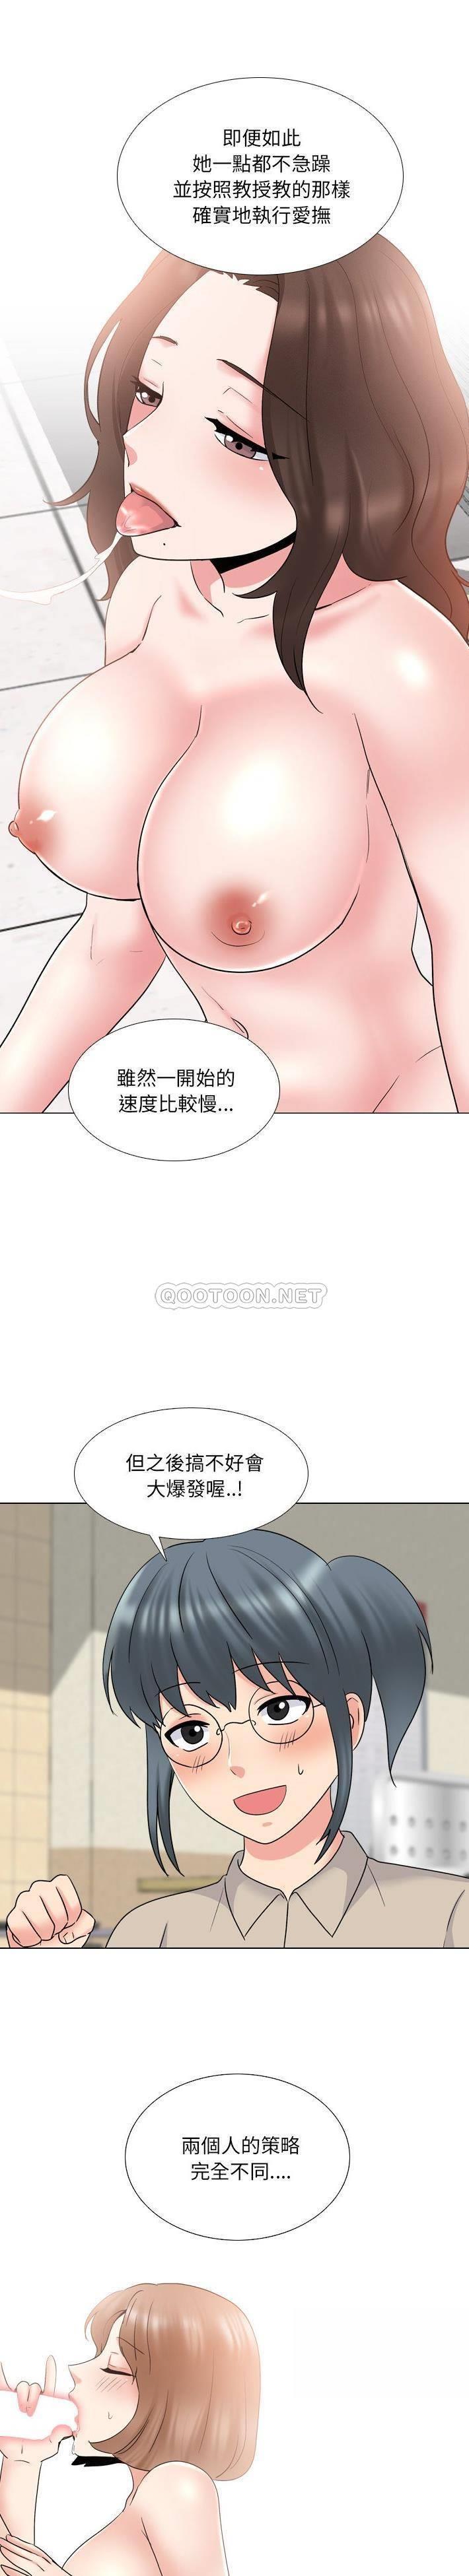 即便如此
她一點都不急躁
並按照教授教的那樣
確實地執行愛撫
雖然一開始的
速度比較慢...
QOOTOON.NET
但之後搞不好會
大爆發喔..!
兩個人的策略
完全不同....